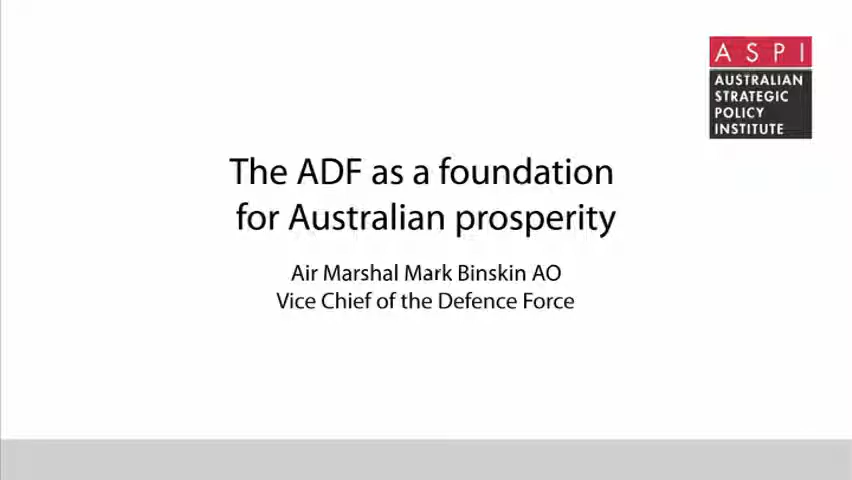 ASPI
AUSTRALIAN
STRATEGIC
POLICY
INSTITUTE
The ADF as a foundation
for Australian prosperity
Air Marshal Mark Binskin AO
Vice Chief of the Defence Force